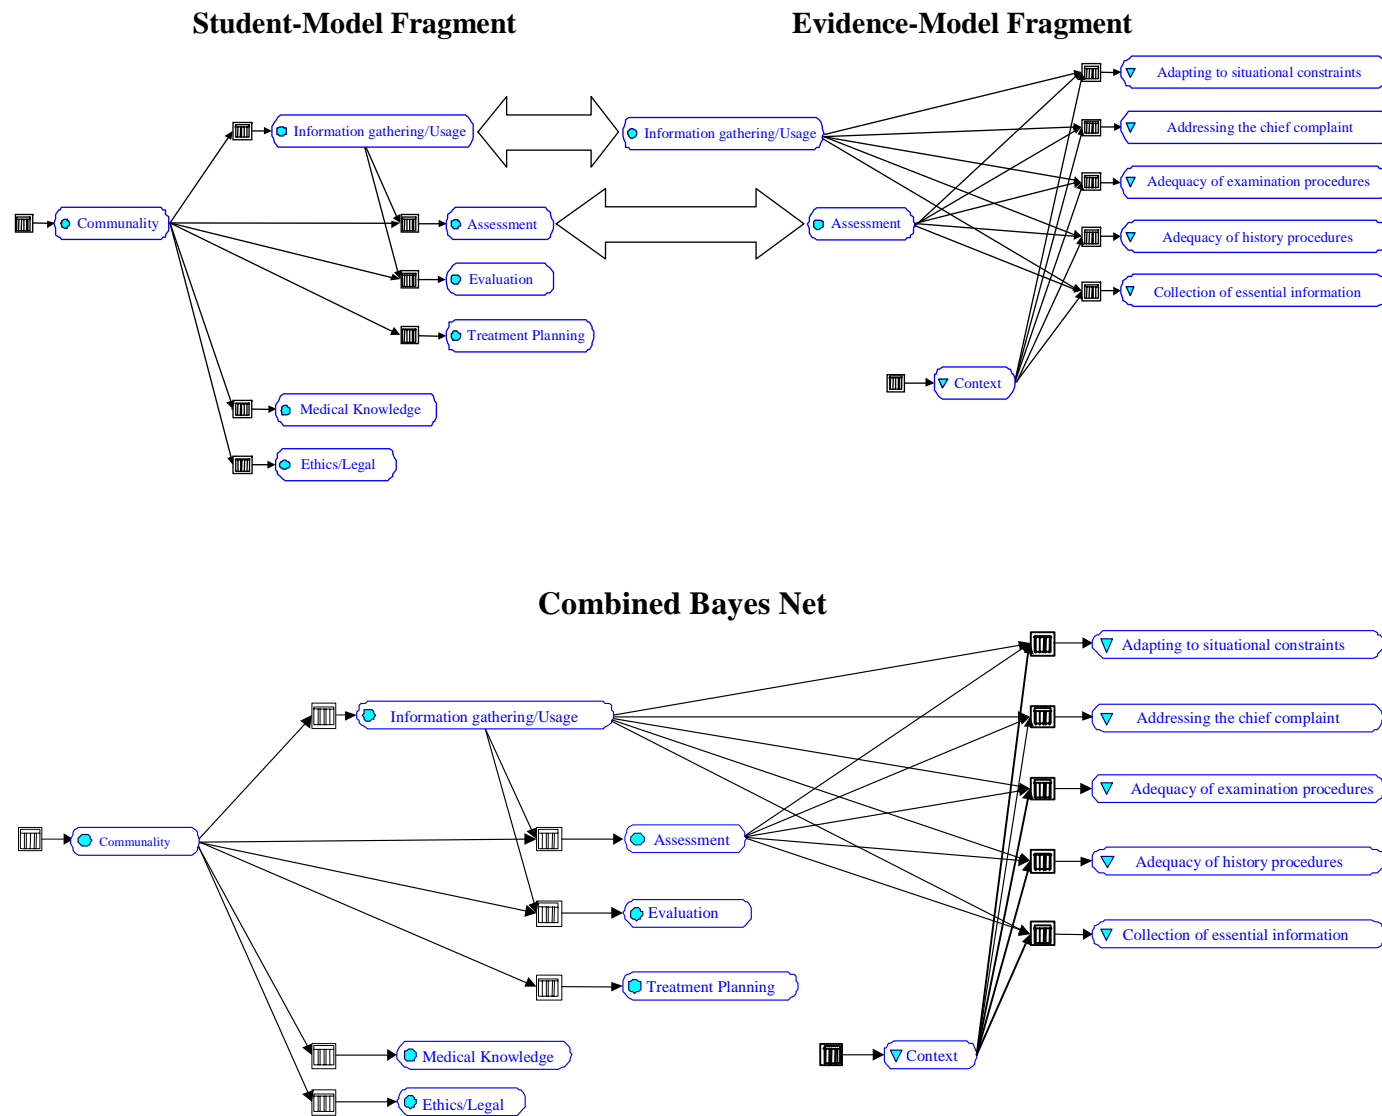 Student-Model Fragment
Evidence-Model Fragment
Adapting to situational constraints
Information gathering/Usage
Information gathering/Usage
Addressing the chief complaint
Adequacy of examination procedures
Communality
Assessment
Assessment
Adequacy of history procedures
Evaluation
Collection of essential information
Treatment Planning
Context
Medical Knowledge
Ethics/Legal
Combined Bayes Net
Adapting to situational constraints
Information gathering/Usage
Addressing the chief complaint
Adequacy of examination procedures
Communality
Assessment
Adequacy of history procedures
Evaluation
Collection of essential information
Treatment Planning
Medical Knowledge
Context
Ethics/Legal